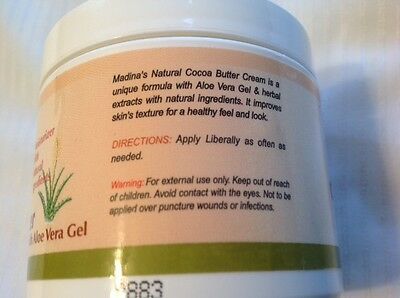 Madina's Natural Cocoa Butter Cream is a
unique formula with Aloe Vera Gel & herbal
extracts with natural ingredients. It improves
skin's texture for a healthy feel and look.
DIRECTIONS: Apply Liberally as often as
needed.
Warning: For external use only. Keep out of reach
of children. Avoid contact with the eyes. Not to be
applied over puncture wounds or infections.
Aloe Vera Gel
883